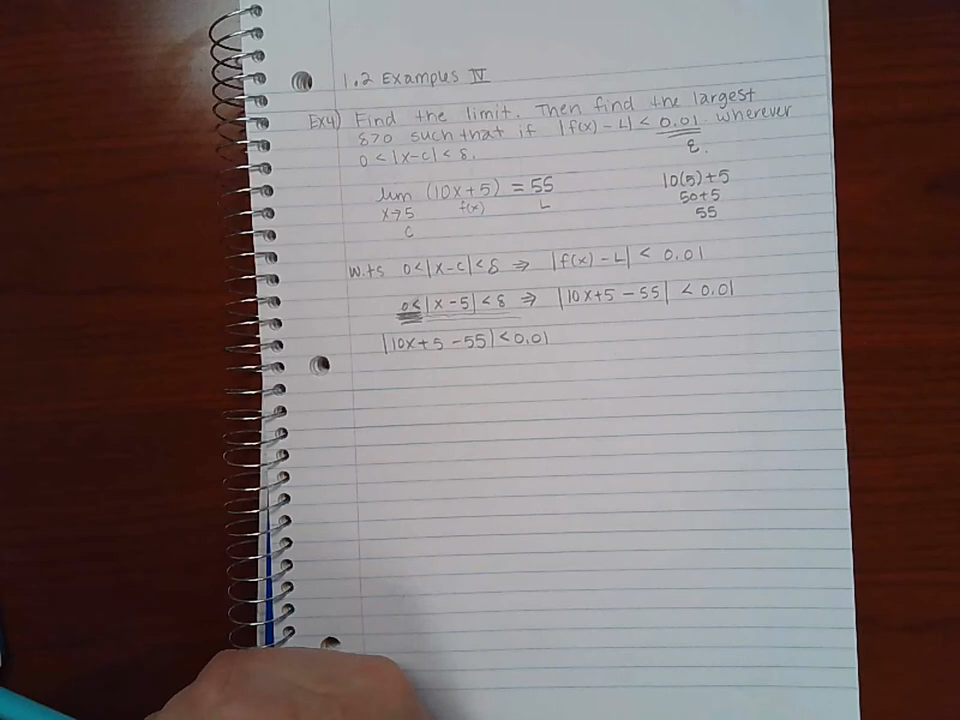 1.2 Examples IV
Ex4) Find the limit. Then find the largest
δ>0 such that if |f(x) - L| < 0.01 wherever
0 < |x-c| < δ.
ε.
lim (10x+5) = 55
x→5 f(x) L
c
10(5)+5
50+5
55
W.t.s 0<|x-c|<δ ⇒ |f(x) - L| < 0.01
0<|x-5|<δ ⇒ |10x+5 - 55| < 0.01
|10x+5 -55|<0.01